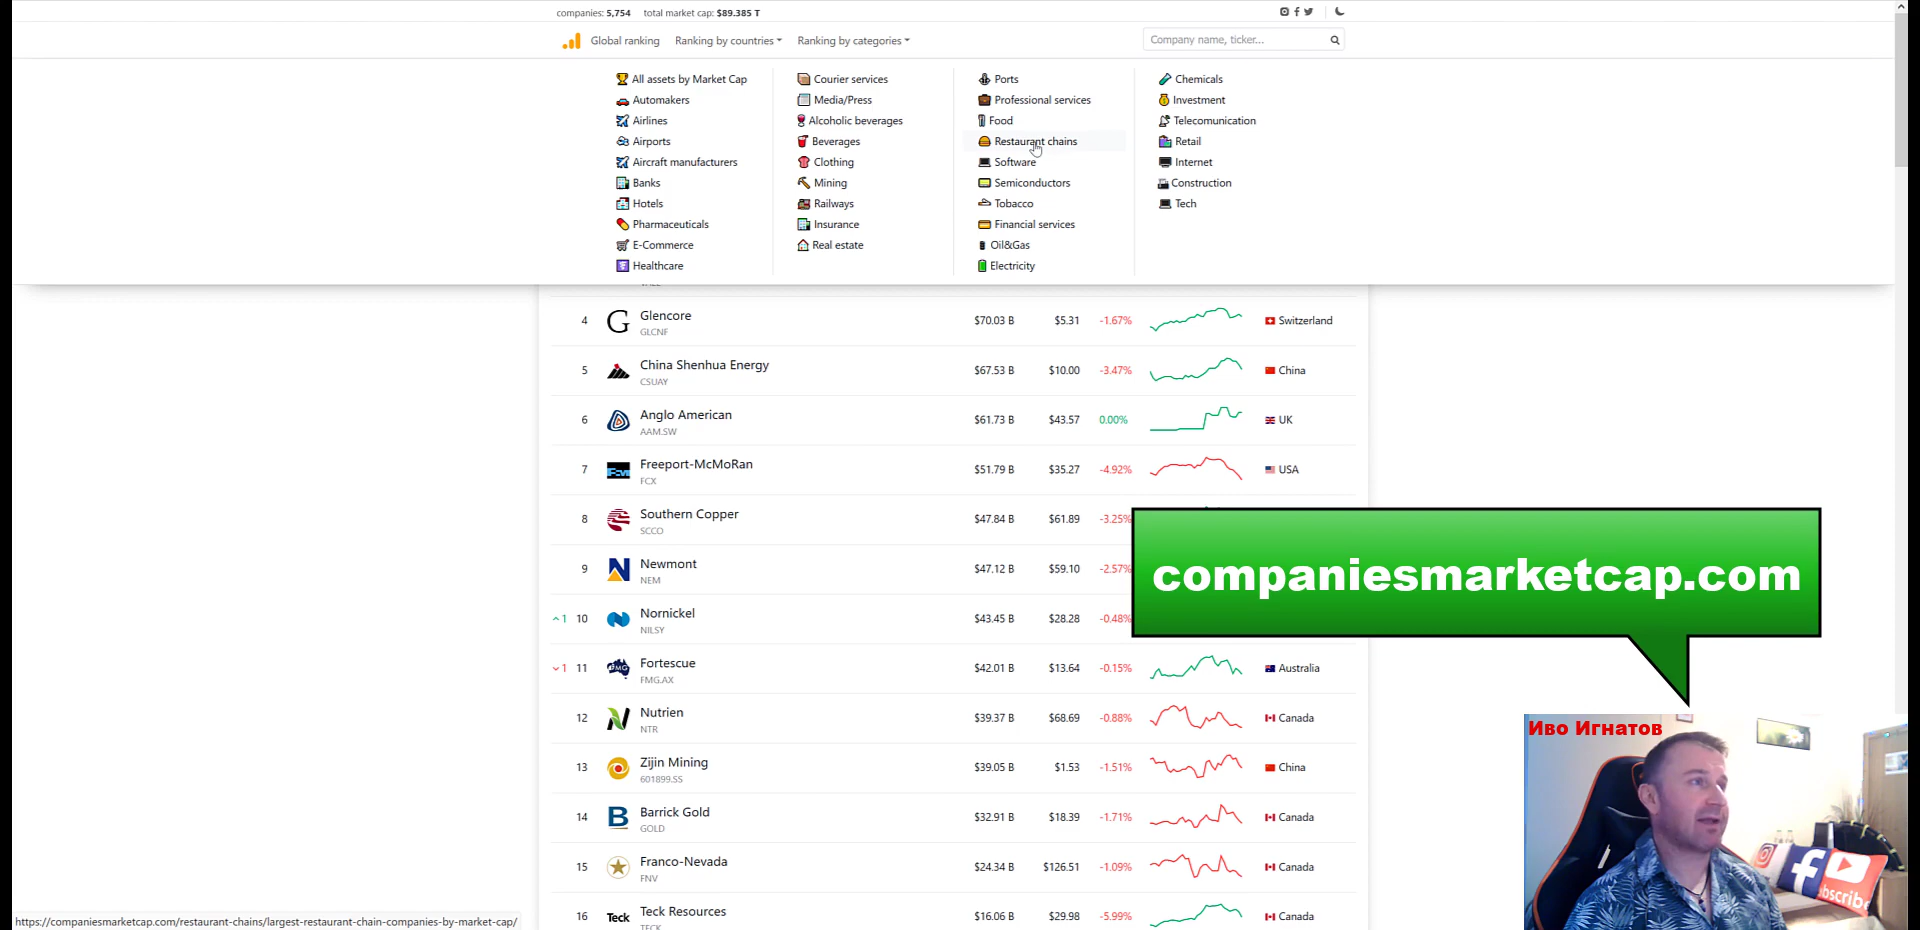 companies: 5,754 total market cap: $89.385 T
Global ranking Ranking by countries Ranking by categories
Company name, ticker...
All assets by Market Cap
Automakers
Airlines
Airports
Aircraft manufacturers
Banks
Hotels
Pharmaceuticals
E-Commerce
Healthcare
Courier services
Media/Press
Alcoholic beverages
Beverages
Clothing
Mining
Railways
Insurance
Real estate
Ports
Professional services
Food
Restaurant chains
Software
Semiconductors
Tobacco
Financial services
Oil&Gas
Electricity
Chemicals
Investment
Telecomunication
Retail
Internet
Construction
Tech
4 Glencore $70.03 B $5.31 -1.67% Switzerland
GLCNF
5 China Shenhua Energy $67.53 B $10.00 -3.47% China
CSUAY
6 Anglo American $61.73 B $43.57 0.00% UK
AAM.SW
7 Freeport-McMoRan $51.79 B $35.27 -4.92% USA
FCX
8 Southern Copper $47.84 B $61.89 -3.25%
SCCO
9 Newmont $47.12 B $59.10 -2.57%
NEM
1 10 Nornickel $43.45 B $28.28 -0.48%
NILSY
1 11 Fortescue $42.01 B $13.64 -0.15% Australia
FMG.AX
12 Nutrien $39.37 B $68.69 -0.88% Canada
NTR
13 Zijin Mining $39.05 B $1.53 -1.51% China
601899.SS
14 Barrick Gold $32.91 B $18.39 -1.71% Canada
GOLD
15 Franco-Nevada $24.34 B $126.51 -1.09% Canada
FNV
16 Teck Teck Resources $16.06 B $29.98 -5.99% Canada
TECK
companiesmarketcap.com
Иво Игнатов
https://companiesmarketcap.com/restaurant-chains/largest-restaurant-chain-companies-by-market-cap/